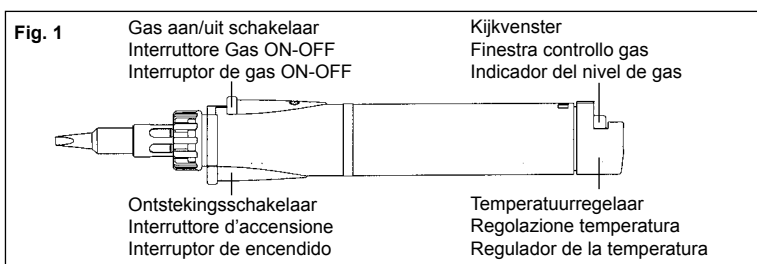 Fig. 1
Gas aan/uit schakelaar
Interruttore Gas ON-OFF
Interruptor de gas ON-OFF
Kijkvenster
Finestra controllo gas
Indicador del nivel de gas
Ontstekingsschakelaar
Interruttore d'accensione
Interruptor de encendido
Temperatuurregelaar
Regolazione temperatura
Regulador de la temperatura